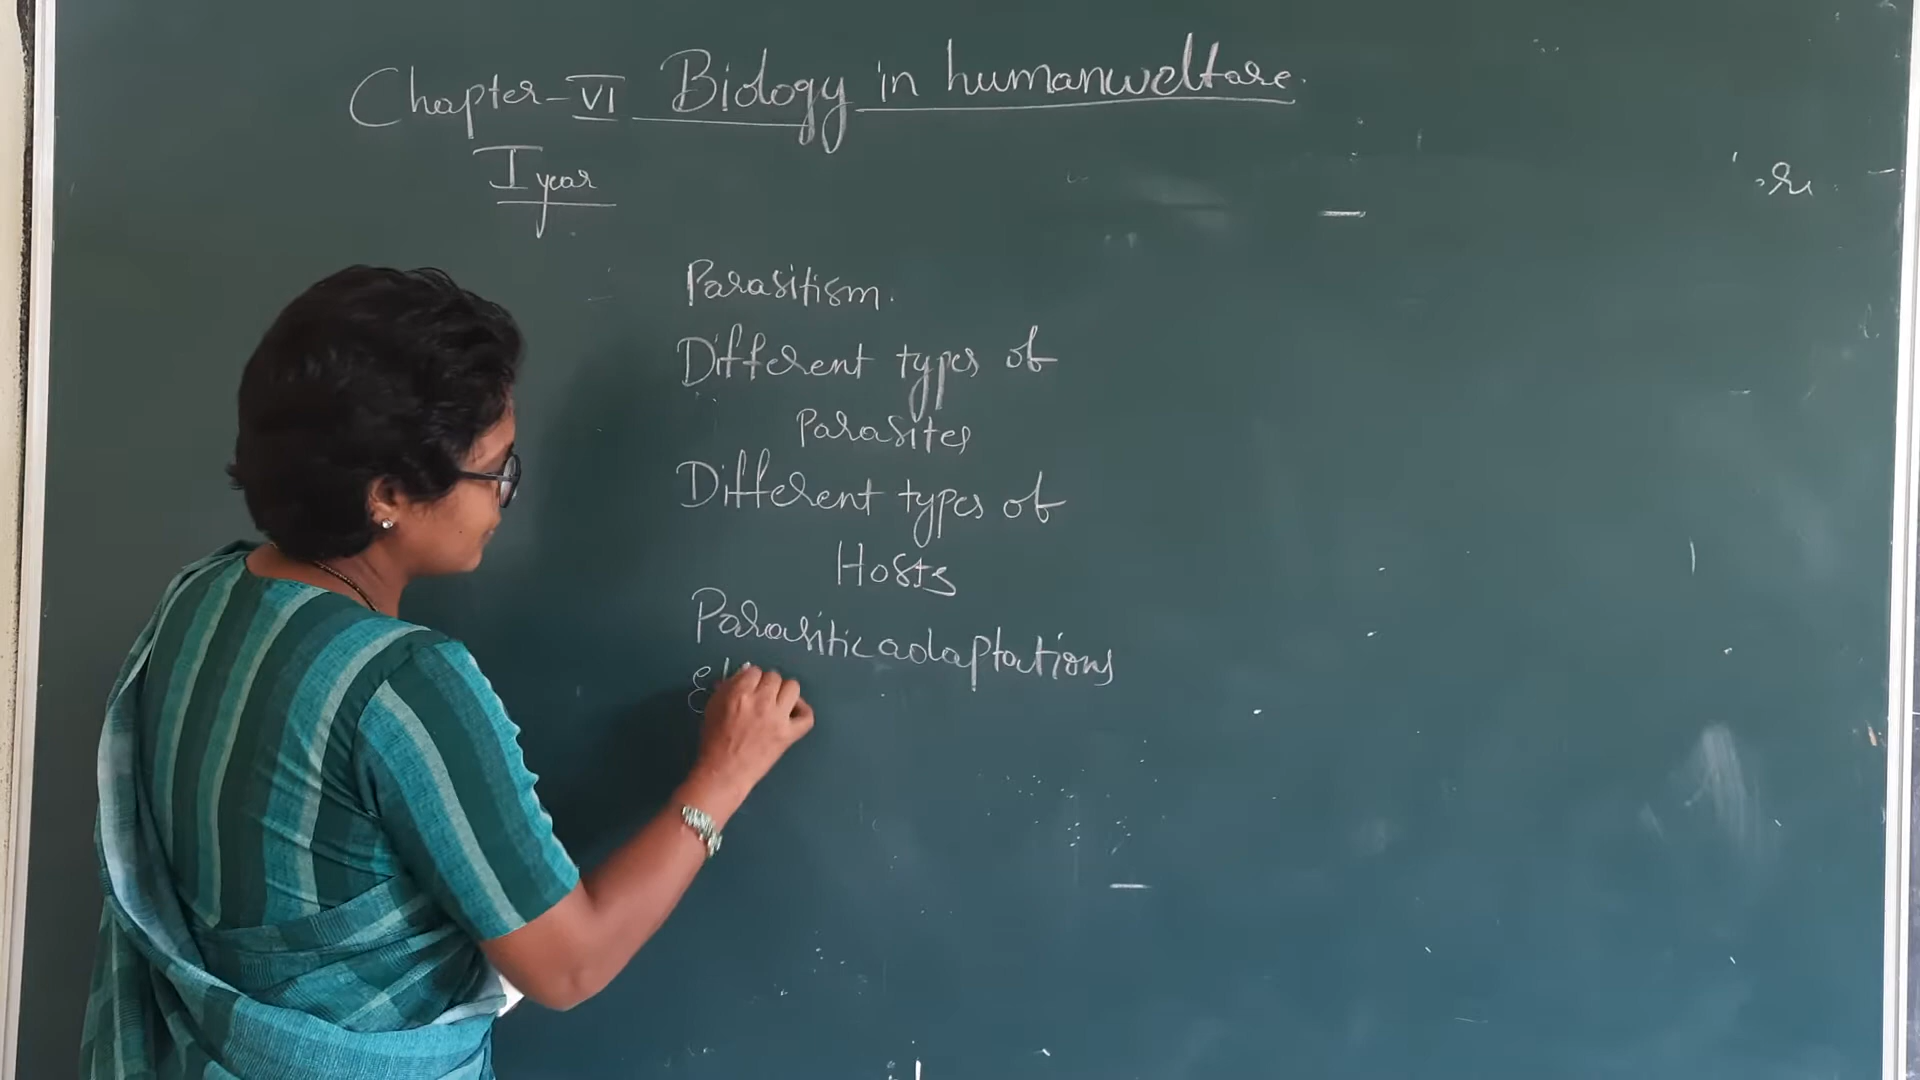 Chapter-VI Biology in humanwelfare.
I year
Parasitism.
Different types of
Parasites
Different types of
Hosts
Parasitic adaptations